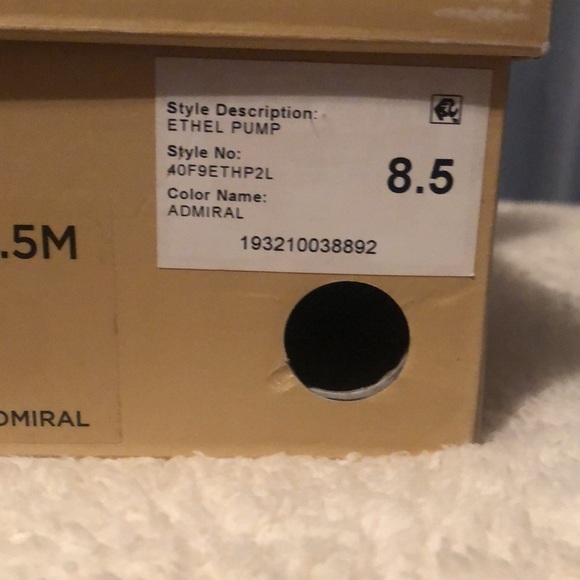 Style Description:
ETHEL PUMP
Style No:
40F9ETHP2L
Color Name:
ADMIRAL
8.5
193210038892
.5M
DMIRAL